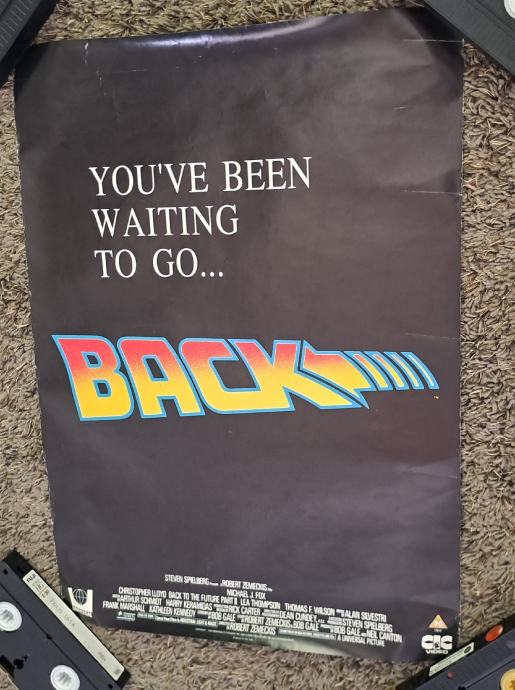 YOU'VE BEEN
WAITING
TO GO...
BACK
STEVEN SPIELBERG Presents A ROBERT ZEMECKIS Film
CHRISTOPHER LLOYD BACK TO THE FUTURE PART II LEA THOMPSON THOMAS F. WILSON ALAN SILVESTRI
MICHAEL J. FOX
ARTHUR SCHMIDT HARRY KERAMIDAS RICK CARTER DEAN CUNDEY STEVEN SPIELBERG
FRANK MARSHALL KATHLEEN KENNEDY BOB GALE ROBERT ZEMECKIS BOB GALE BOB GALE NEIL CANTON
ROBERT ZEMECKIS A UNIVERSAL PICTURE
PG
CIC
VIDEO